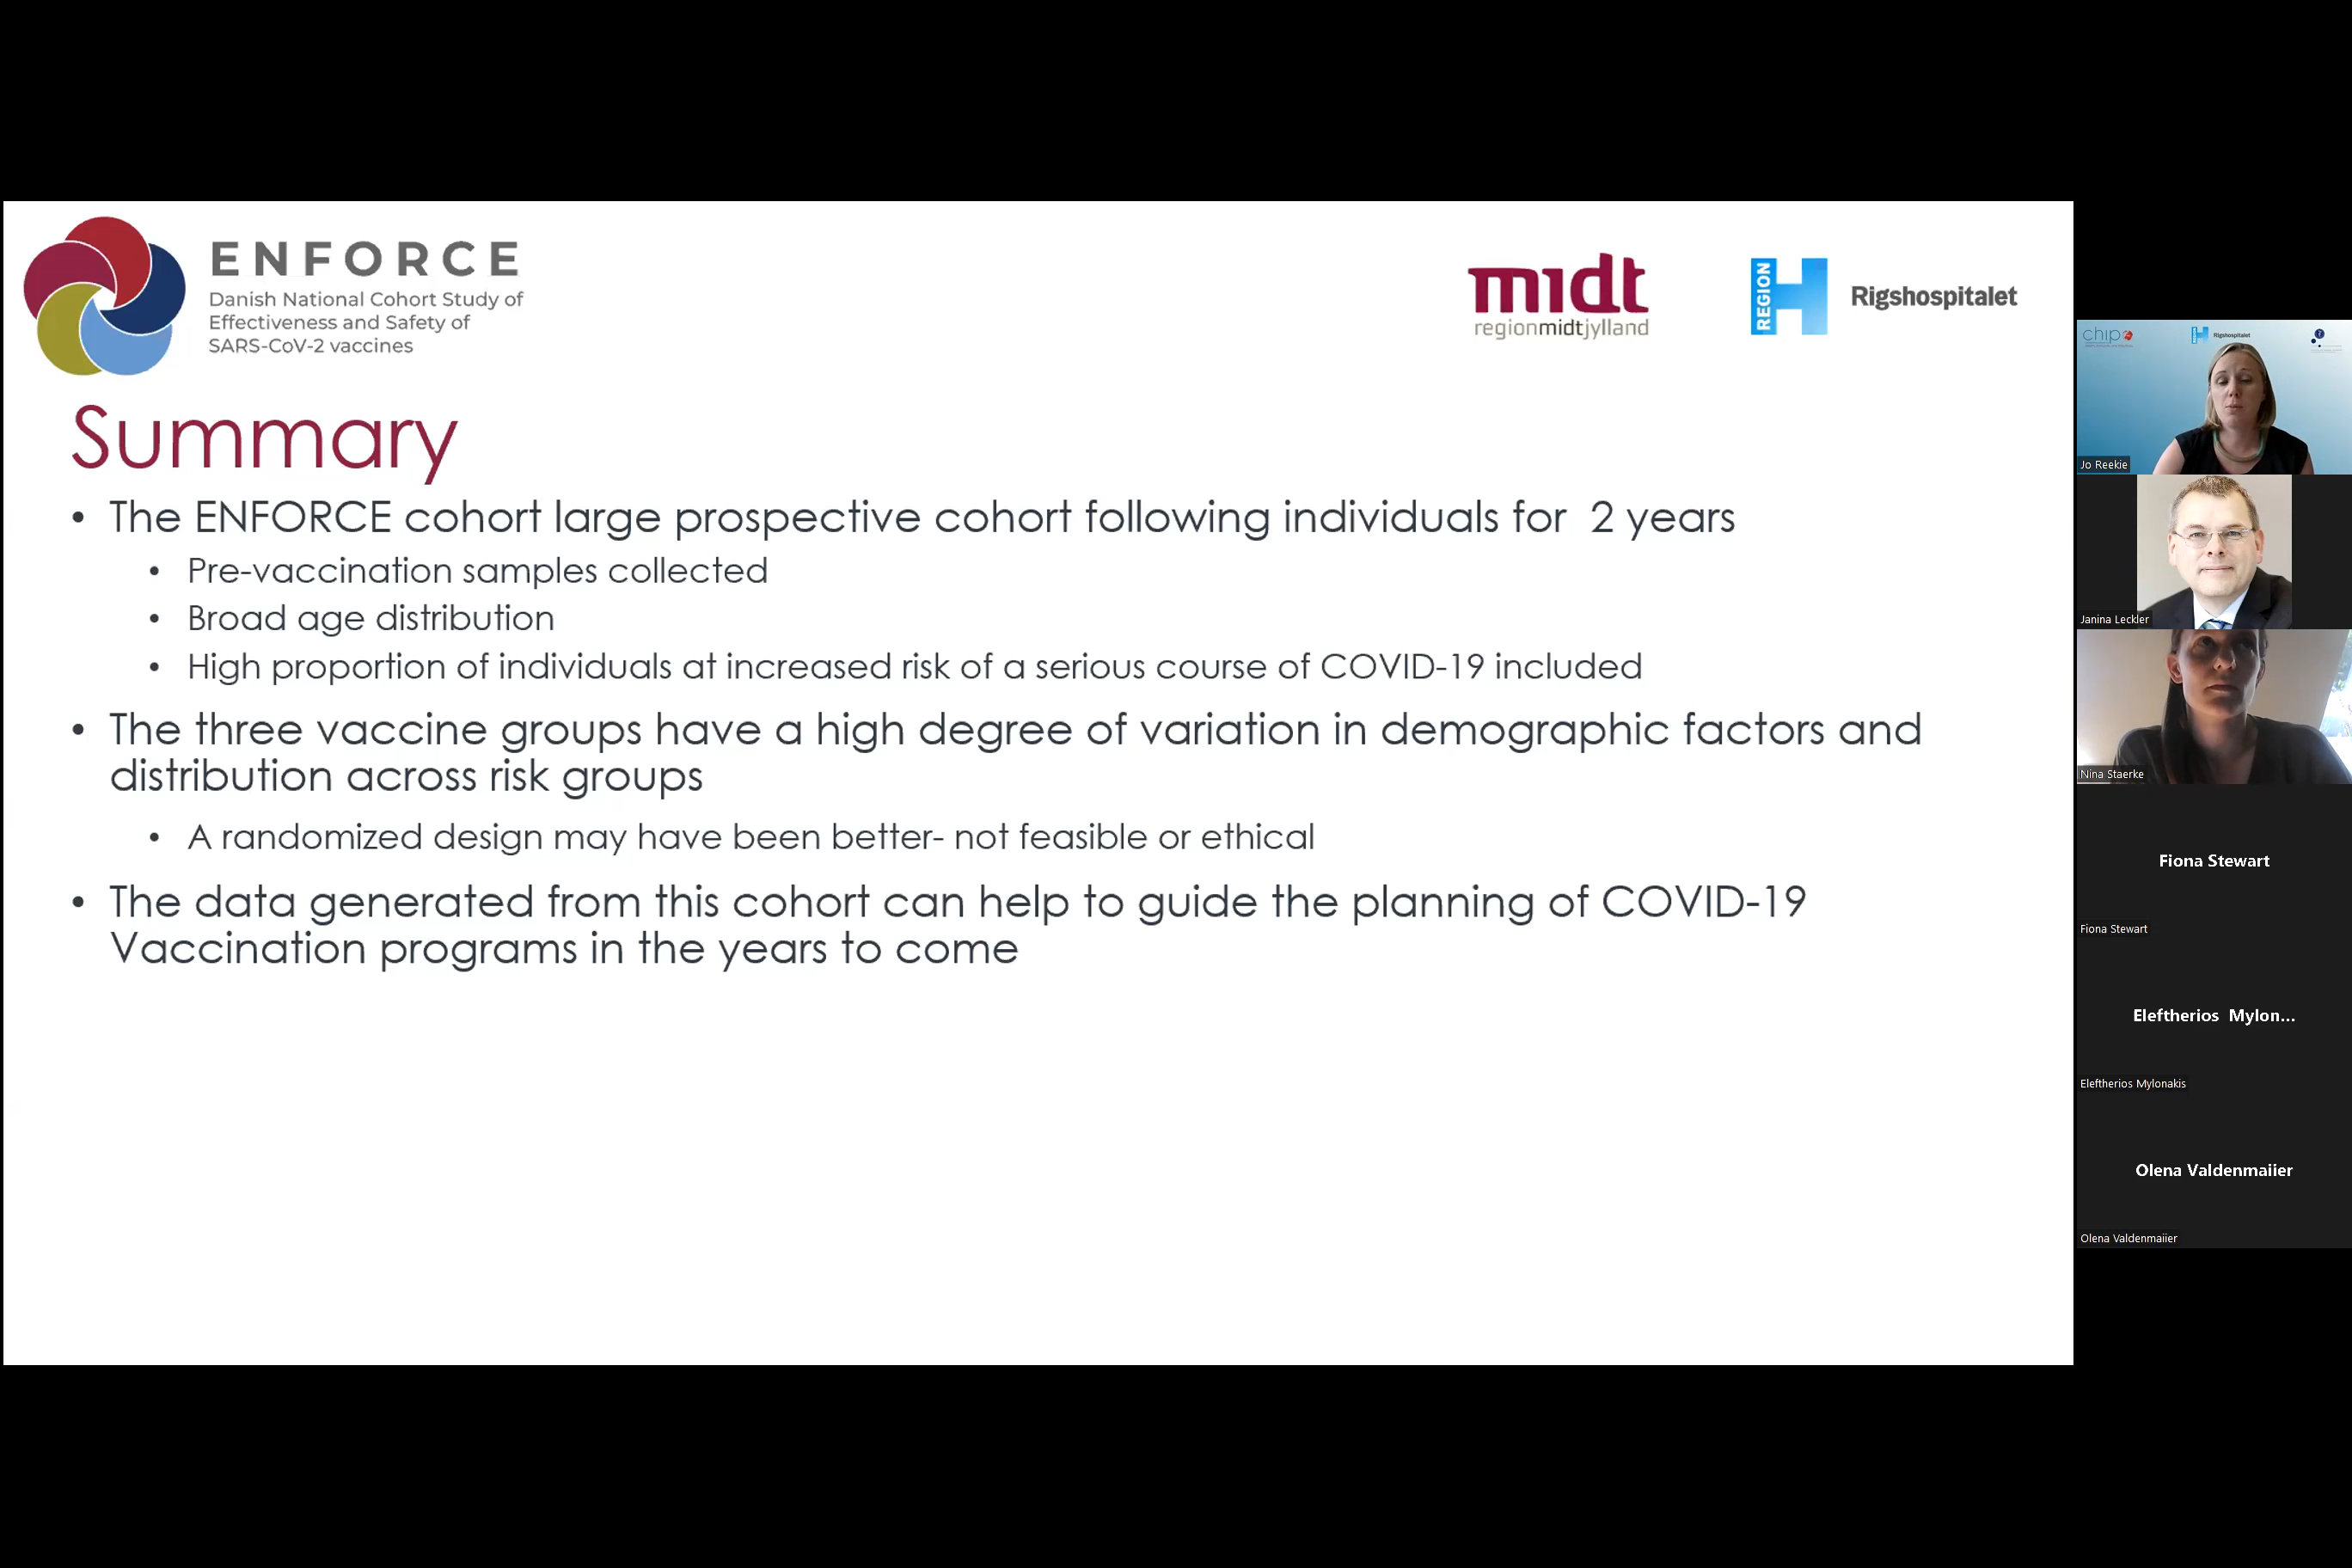 ENFORCE
Danish National Cohort Study of
Effectiveness and Safety of
SARS-CoV-2 vaccines
midt
regionmidtjylland
REGION H
Rigshospitalet
Summary
• The ENFORCE cohort large prospective cohort following individuals for 2 years
• Pre-vaccination samples collected
• Broad age distribution
• High proportion of individuals at increased risk of a serious course of COVID-19 included
• The three vaccine groups have a high degree of variation in demographic factors and
distribution across risk groups
• A randomized design may have been better- not feasible or ethical
• The data generated from this cohort can help to guide the planning of COVID-19
Vaccination programs in the years to come
chip
Rigshospitalet
Jo Reekie
Janina Leckler
Nina Staerke
Fiona Stewart
Fiona Stewart
Eleftherios Mylon...
Eleftherios Mylonakis
Olena Valdenmaiier
Olena Valdenmaiier